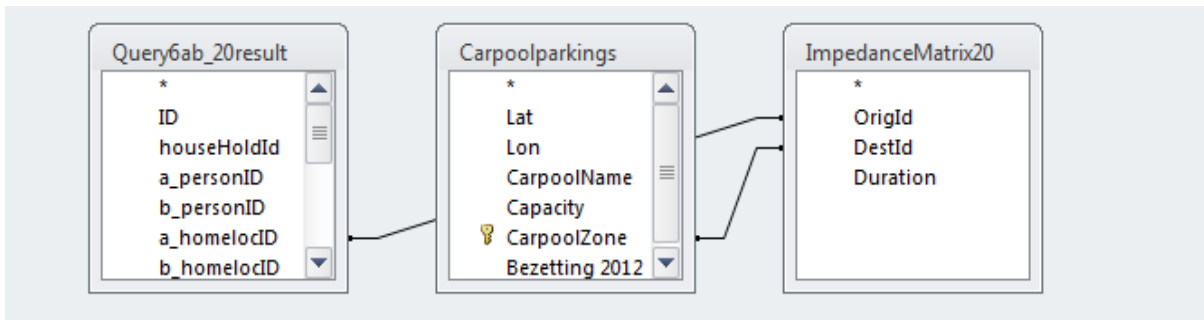 Query6ab_20result
*
ID
houseHoldId
a_personID
b_personID
a_homelocID
b_homelocID
Carpoolparkings
*
Lat
Lon
CarpoolName
Capacity
CarpoolZone
Bezetting 2012
ImpedanceMatrix20
*
OrigId
DestId
Duration